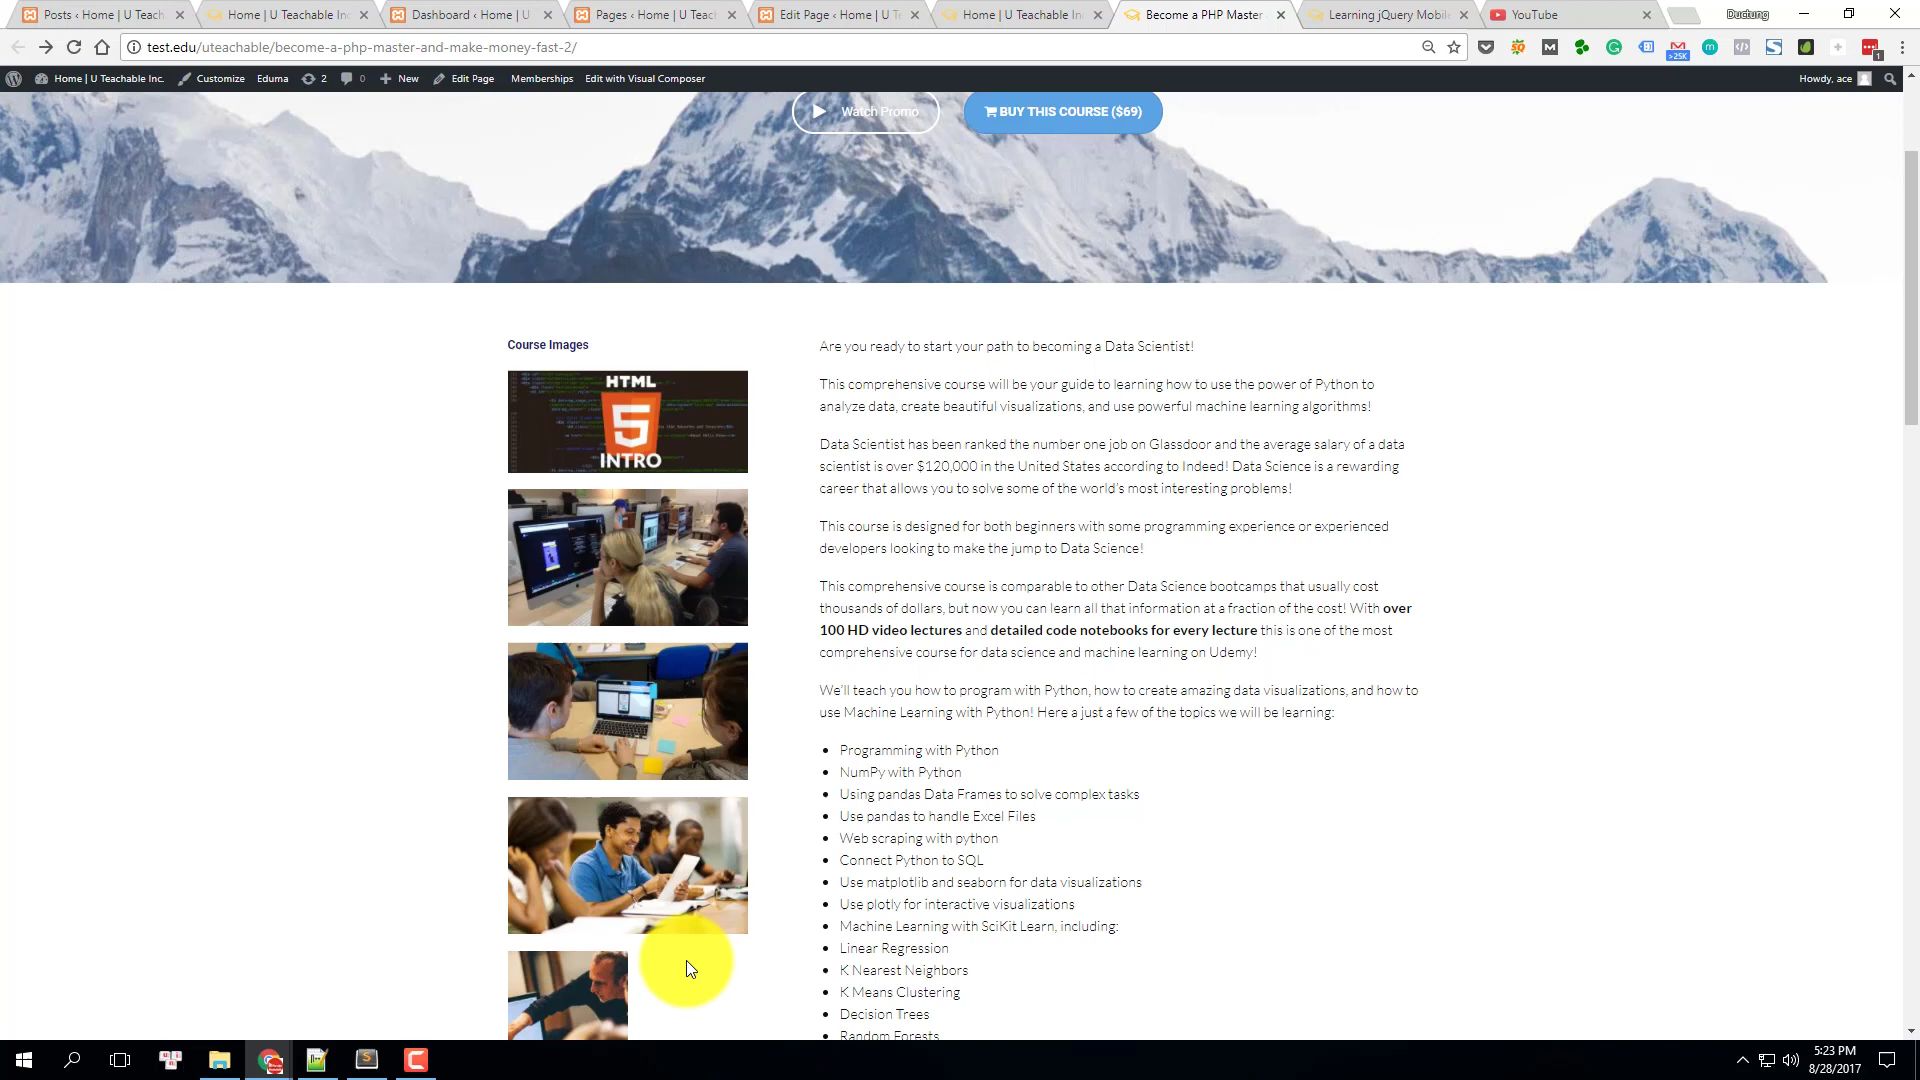 Posts ‹ Home | U Teach
Home | U Teachable In
Dashboard ‹ Home | U
Pages ‹ Home | U Teac
Edit Page ‹ Home | U T
Home | U Teachable In
Become a PHP Master
Learning jQuery Mobil
YouTube
Ductung
test.edu/uteachable/become-a-php-master-and-make-money-fast-2/
>25K
1
Home | U Teachable Inc.
Customize
Eduma
2
0
New
Edit Page
Memberships
Edit with Visual Composer
Howdy, ace
Watch Promo
BUY THIS COURSE ($69)
Course Images
HTML
5
INTRO
Are you ready to start your path to becoming a Data Scientist!
This comprehensive course will be your guide to learning how to use the power of Python to
analyze data, create beautiful visualizations, and use powerful machine learning algorithms!
Data Scientist has been ranked the number one job on Glassdoor and the average salary of a data
scientist is over $120,000 in the United States according to Indeed! Data Science is a rewarding
career that allows you to solve some of the world's most interesting problems!
This course is designed for both beginners with some programming experience or experienced
developers looking to make the jump to Data Science!
This comprehensive course is comparable to other Data Science bootcamps that usually cost
thousands of dollars, but now you can learn all that information at a fraction of the cost! With over
100 HD video lectures and detailed code notebooks for every lecture this is one of the most
comprehensive course for data science and machine learning on Udemy!
We'll teach you how to program with Python, how to create amazing data visualizations, and how to
use Machine Learning with Python! Here a just a few of the topics we will be learning:
Programming with Python
NumPy with Python
Using pandas Data Frames to solve complex tasks
Use pandas to handle Excel Files
Web scraping with python
Connect Python to SQL
Use matplotlib and seaborn for data visualizations
Use plotly for interactive visualizations
Machine Learning with SciKit Learn, including:
Linear Regression
K Nearest Neighbors
K Means Clustering
Decision Trees
Random Forests
5:23 PM
8/28/2017